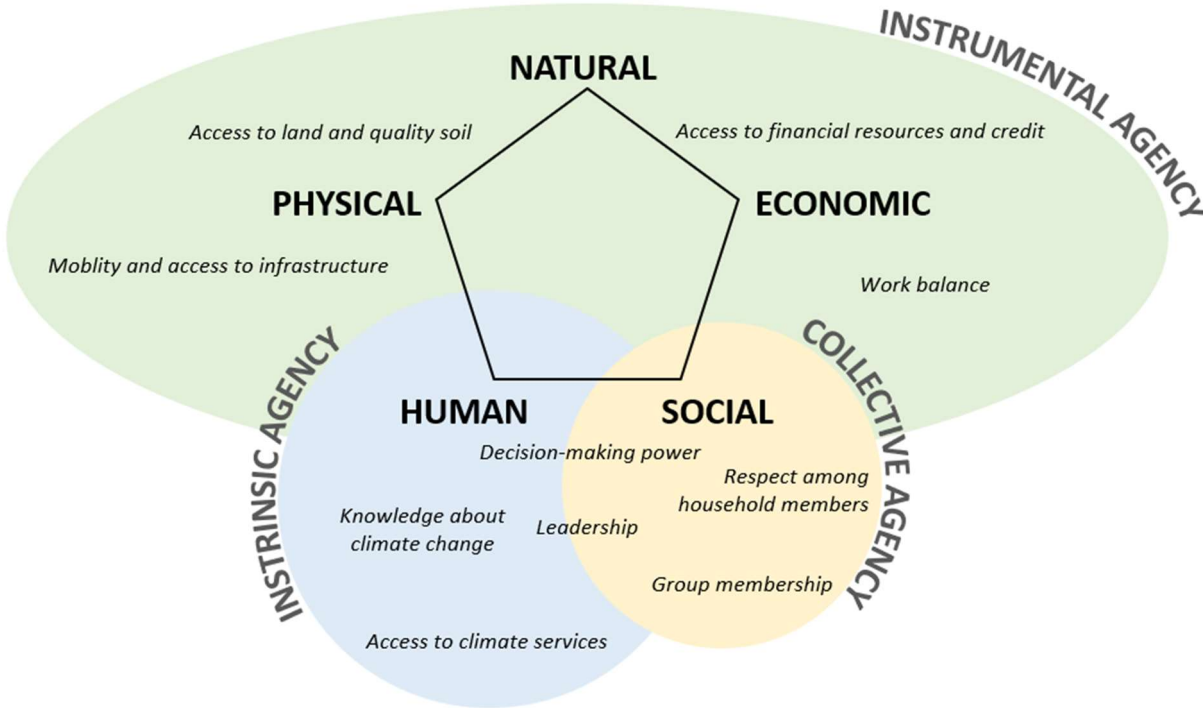 INSTRUMENTAL AGENCY
NATURAL
Access to land and quality soil
Access to financial resources and credit
PHYSICAL
ECONOMIC
Moblity and access to infrastructure
Work balance
INSTRINSIC AGENCY
COLLECTIVE AGENCY
HUMAN
SOCIAL
Decision-making power
Respect among
household members
Knowledge about
climate change
Leadership
Group membership
Access to climate services